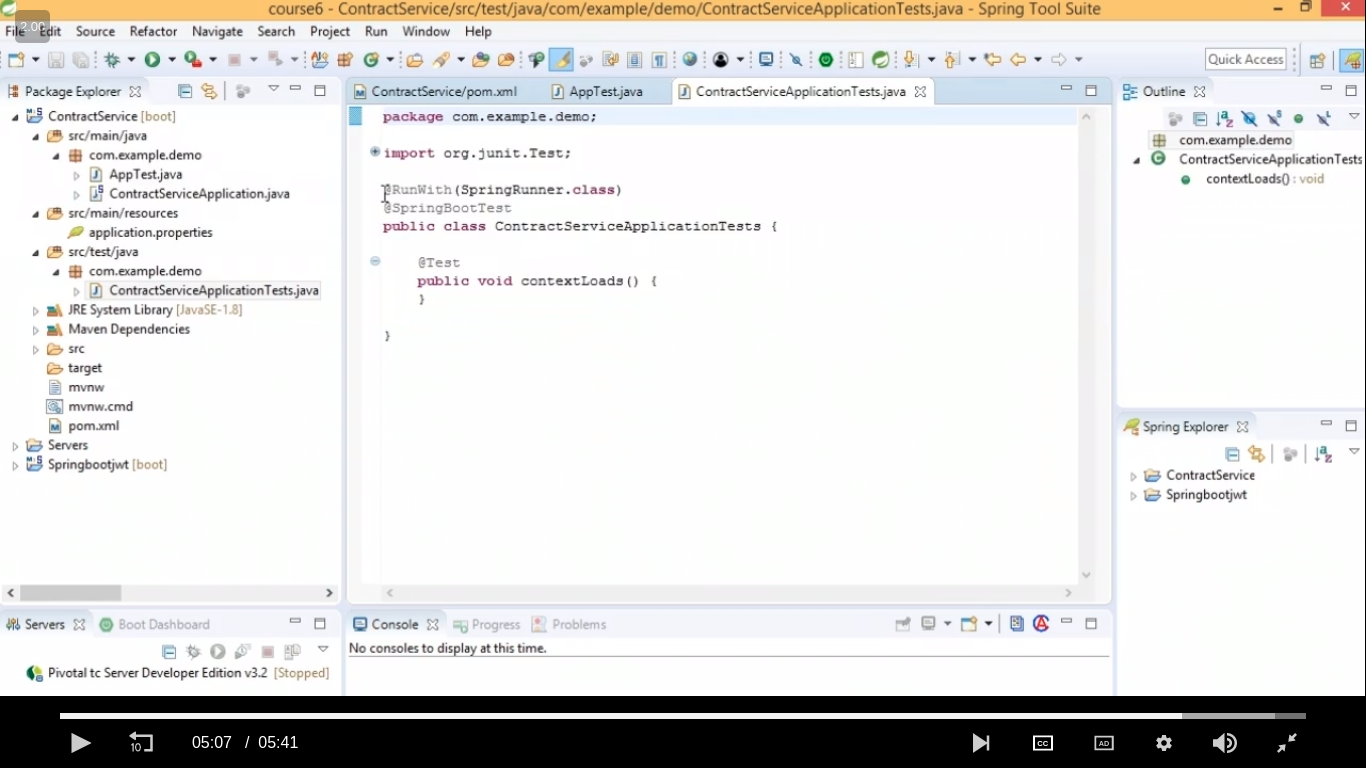 course6 - ContractService/src/test/java/com/example/demo/ContractServiceApplicationTests.java - Spring Tool Suite
2.00
File Edit Source Refactor Navigate Search Project Run Window Help
Quick Access
Package Explorer
ContractService [boot]
src/main/java
com.example.demo
AppTest.java
ContractServiceApplication.java
src/main/resources
application.properties
src/test/java
com.example.demo
ContractServiceApplicationTests.java
JRE System Library [JavaSE-1.8]
Maven Dependencies
src
target
mvnw
mvnw.cmd
pom.xml
Servers
Springbootjwt [boot]
ContractService/pom.xml
AppTest.java
ContractServiceApplicationTests.java
package com.example.demo;
import org.junit.Test;
@RunWith(SpringRunner.class)
@SpringBootTest
public class ContractServiceApplicationTests {
@Test
public void contextLoads() {
}
}
Outline
com.example.demo
ContractServiceApplicationTests
contextLoads() : void
Spring Explorer
ContractService
Springbootjwt
Servers
Boot Dashboard
Pivotal tc Server Developer Edition v3.2 [Stopped]
Console
Progress
Problems
No consoles to display at this time.
10
05:07 / 05:41
CC
AD